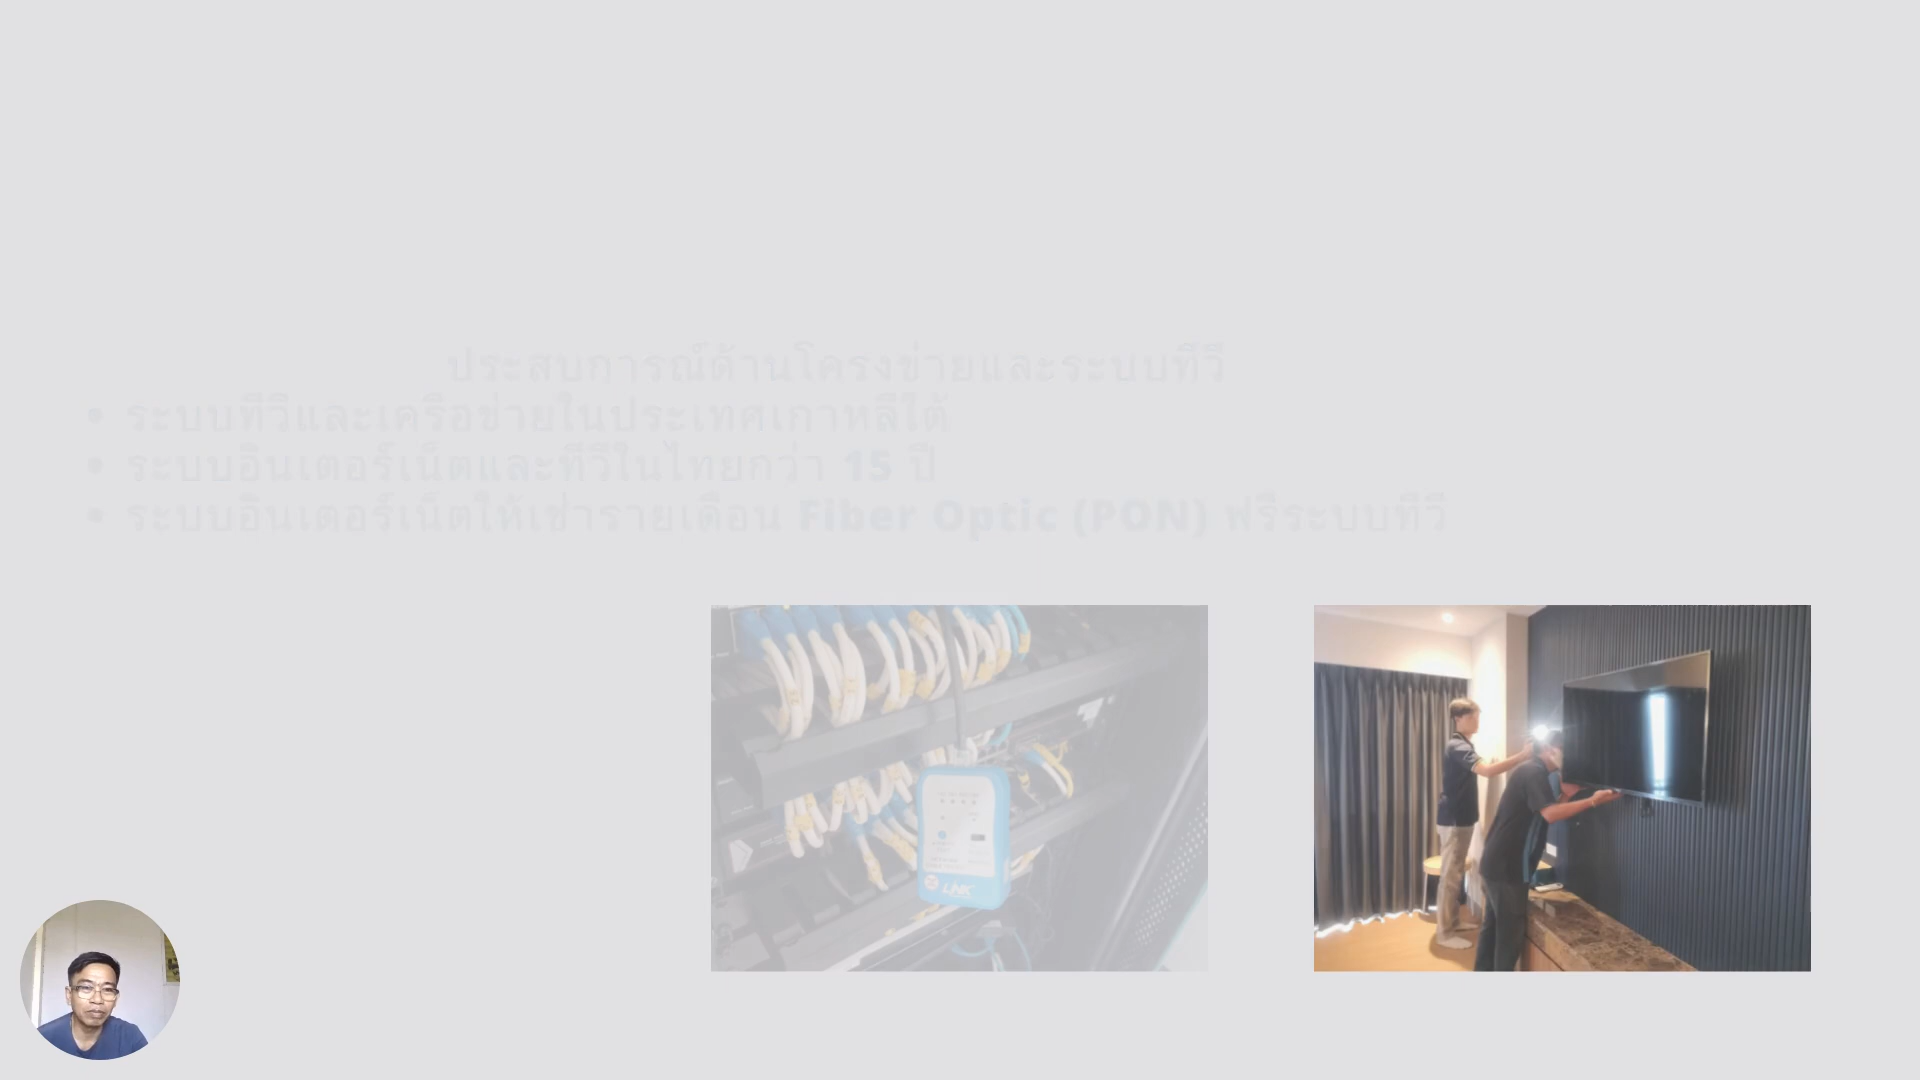 ประสบการณ์ด้านโครงข่ายและระบบทีวี
• ระบบทีวีและเครือข่ายในประเทศเกาหลีใต้
• ระบบอินเตอร์เน็ตและทีวีในไทยกว่า 15 ปี
• ระบบอินเตอร์เน็ตให้เช่ารายเดือน Fiber Optic (PON) ฟรีระบบทีวี
LINK